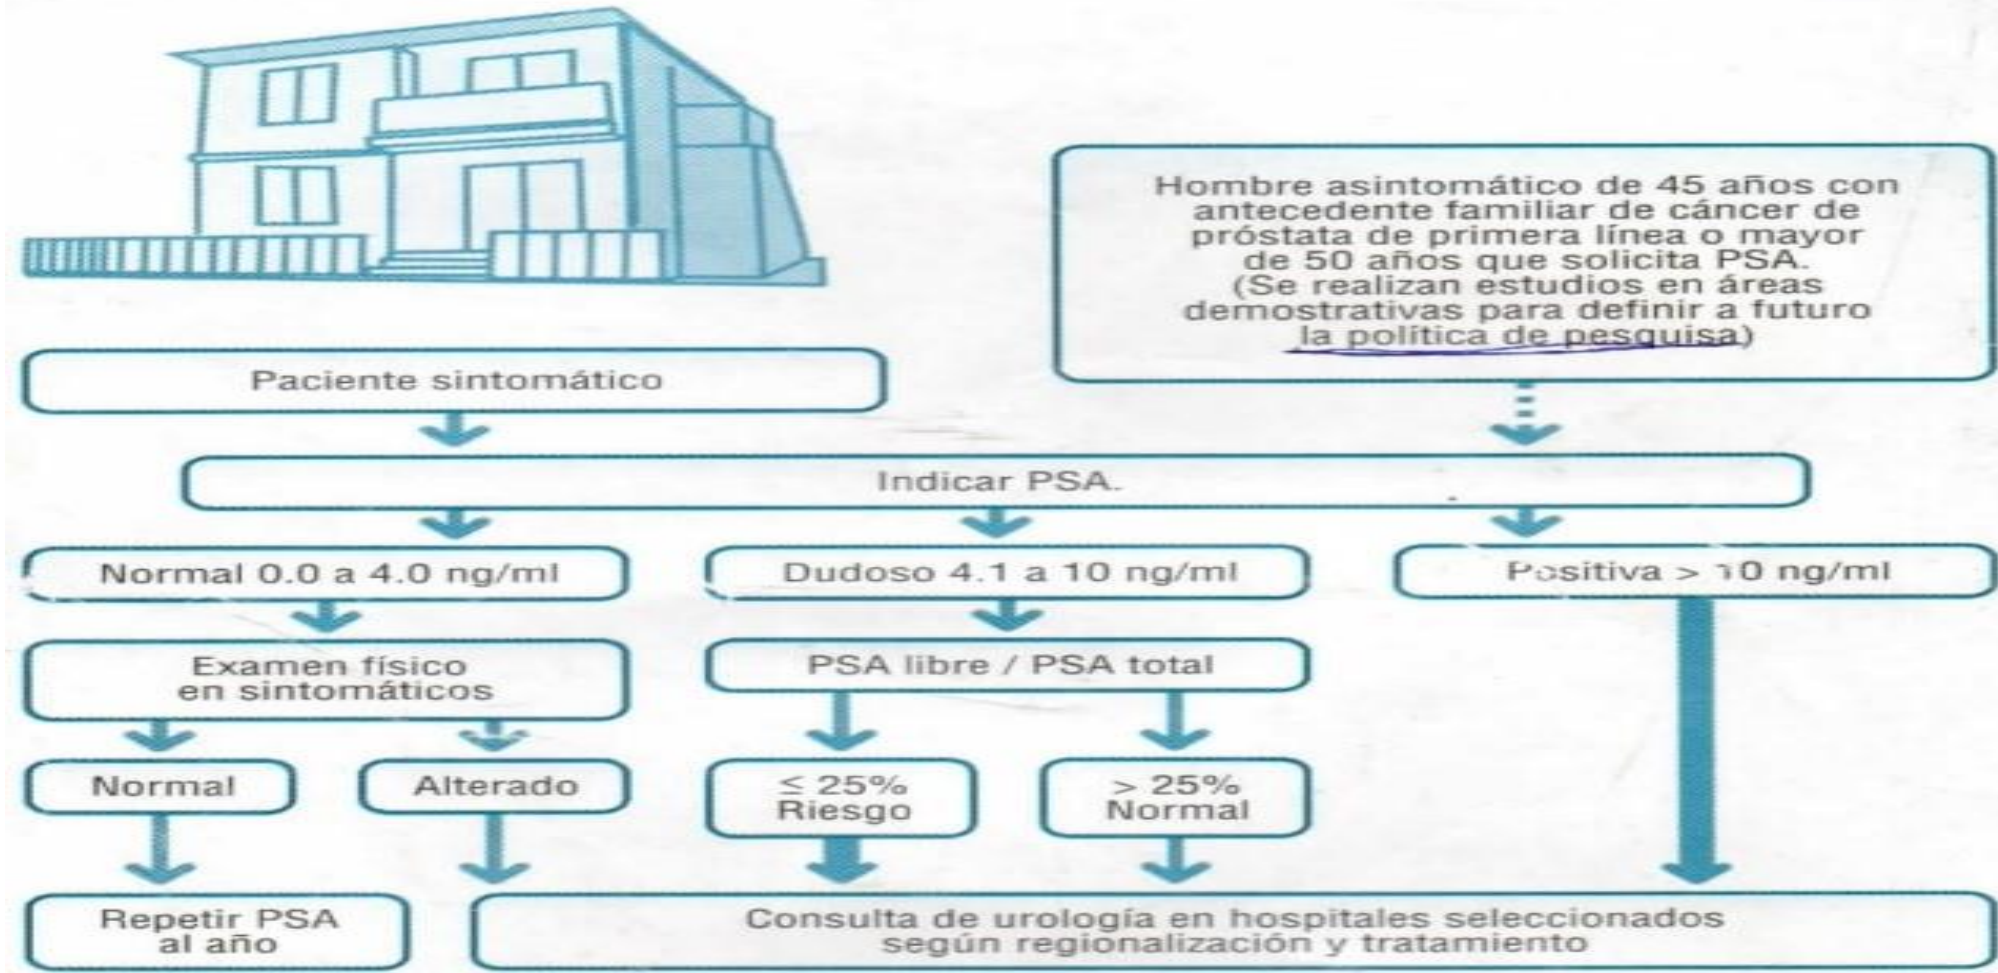 Hombre asintomático de 45 años con
antecedente familiar de cáncer de
próstata de primera línea o mayor
de 50 años que solicita PSA.
(Se realizan estudios en áreas
demostrativas para definir a futuro
la política de pesquisa)
Paciente sintomático
Indicar PSA.
Normal 0.0 a 4.0 ng/ml
Dudoso 4.1 a 10 ng/ml
Positiva > 10 ng/ml
Examen físico
en sintomáticos
PSA libre / PSA total
Normal
Alterado
≤ 25%
Riesgo
> 25%
Normal
Repetir PSA
al año
Consulta de urología en hospitales seleccionados
según regionalización y tratamiento